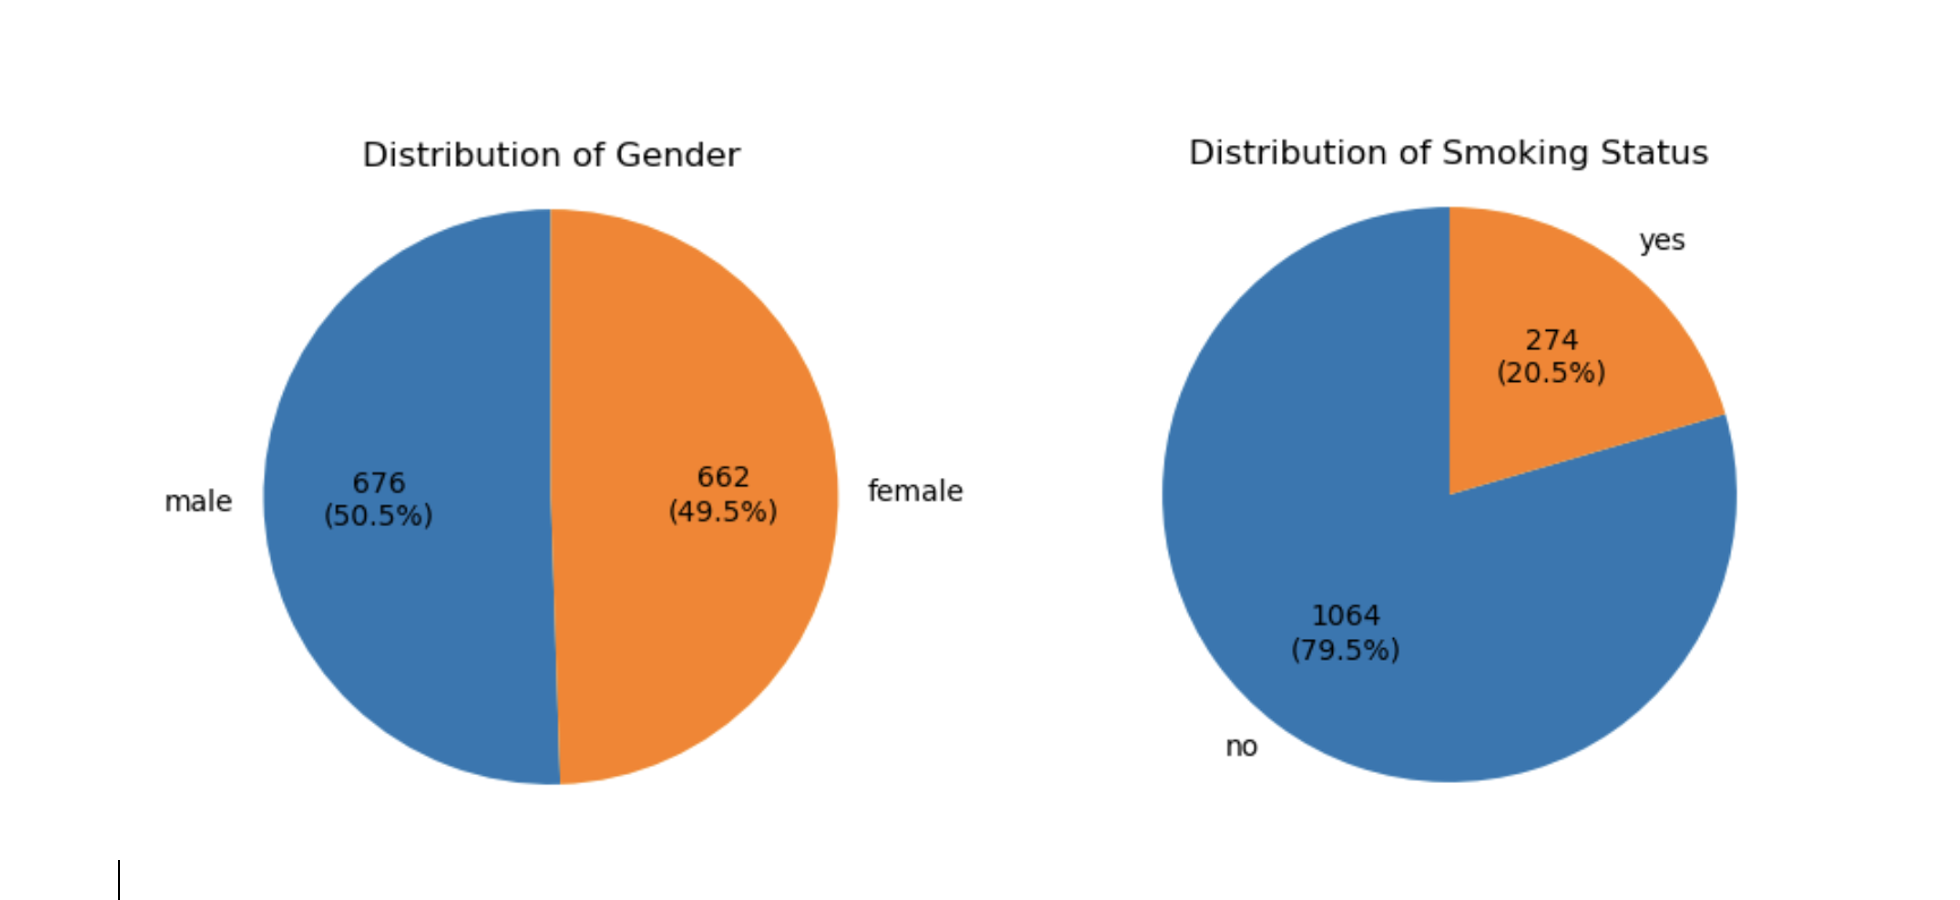 Distribution of Gender
male
676
(50.5%)
662
(49.5%)
female
Distribution of Smoking Status
yes
274
(20.5%)
1064
(79.5%)
no